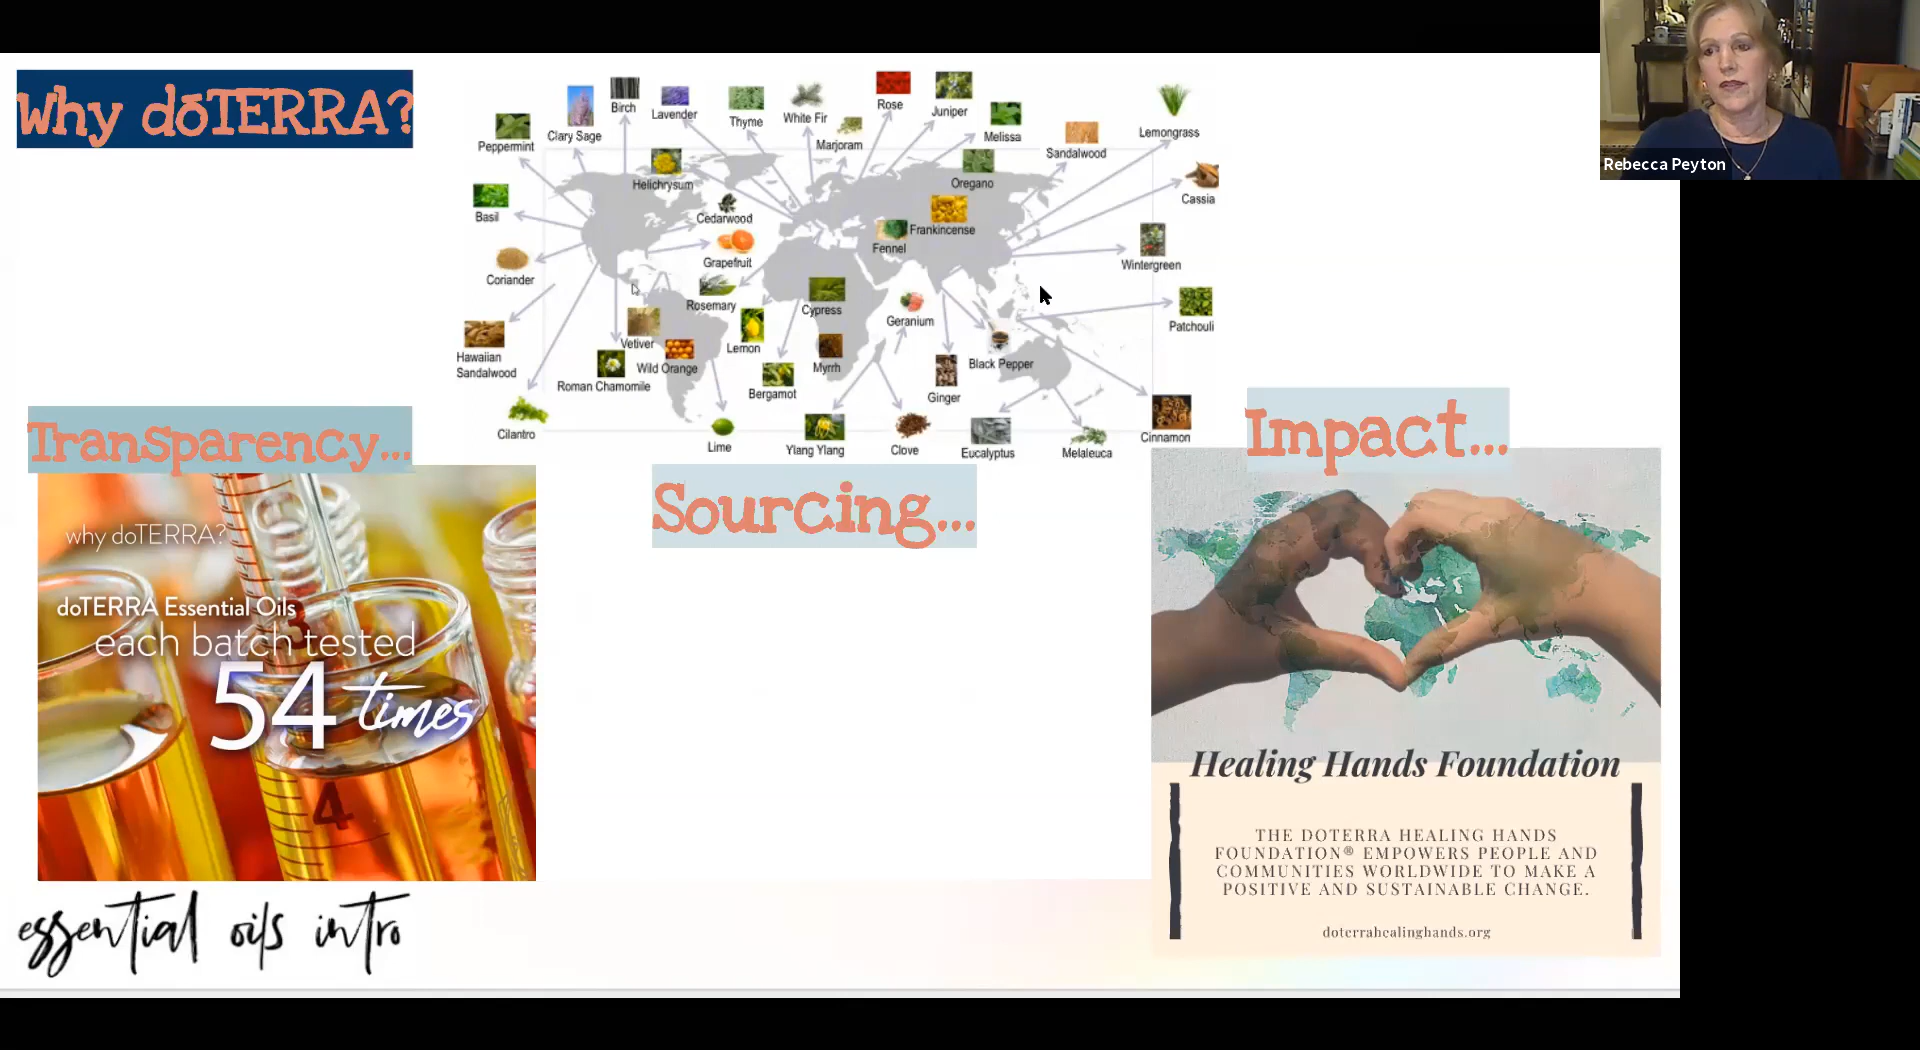 Why dōTERRA?
Peppermint
Clary Sage
Birch
Lavender
Thyme
White Fir
Marjoram
Rose
Juniper
Melissa
Sandalwood
Lemongrass
Cassia
Helichrysum
Oregano
Basil
Cedarwood
Frankincense
Fennel
Grapefruit
Wintergreen
Coriander
Rosemary
Cypress
Geranium
Patchouli
Hawaiian
Sandalwood
Vetiver
Lemon
Wild Orange
Myrrh
Black Pepper
Roman Chamomile
Bergamot
Ginger
Cilantro
Lime
Ylang Ylang
Clove
Eucalyptus
Melaleuca
Cinnamon
Transparency...
why doTERRA?
doTERRA Essential Oils
each batch tested
54 times
3
4
essential oils intro
Sourcing...
Impact...
Healing Hands Foundation
THE DOTERRA HEALING HANDS
FOUNDATION® EMPOWERS PEOPLE AND
COMMUNITIES WORLDWIDE TO MAKE A
POSITIVE AND SUSTAINABLE CHANGE.
doterrahealinghands.org
Rebecca Peyton